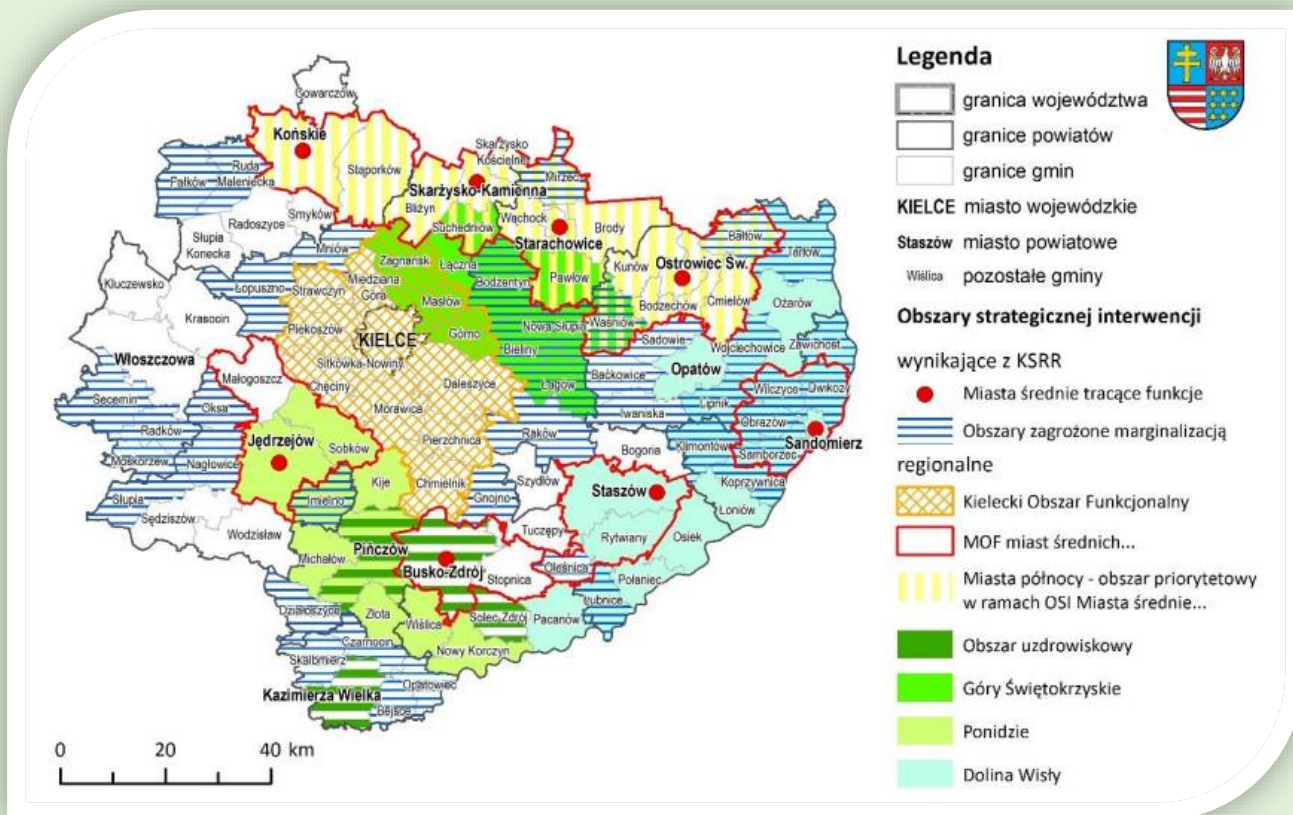 Gowarczów
Końskie
Stąporków
Skarżysko
Kościelne
Ruda
Maleniecka
Fałków
Mirzec
Skarżysko-Kamienna
Bliżyn
Smyków
Radoszyce
Suchedniów
Wąchock
Brody
Starachowice
Słupia
Konecka
Mniów
Bałtów
Tarłów
Kunów
Ostrowiec Św.
Zagnańsk
Łączna
Bodzentyn
Pawłów
Kluczewsko
Łopuszno
Strawczyn
Miedziana
Góra
Masłów
Bodzechów
Ćmielów
Ożarów
Krasocin
Piekoszów
KIELCE
Górno
Nowa Słupia
Waśniów
Sadowie
Wojciechowice
Zawichost
Bieliny
Włoszczowa
Sitkówka-Nowiny
Baćkowice
Opatów
Małogoszcz
Chęciny
Daleszyce
Łagów
Wilczyce
Dwikozy
Secemin
Oksa
Morawica
Iwaniska
Lipnik
Obrazów
Radków
Jędrzejów
Sobków
Pierzchnica
Raków
Bogoria
Klimontów
Sandomierz
Samborzec
Moskorzew
Nagłowice
Kije
Chmielnik
Szydłów
Staszów
Koprzywnica
Słupia
Imielno
Gnojno
Łoniów
Sędziszów
Wodzisław
Pińczów
Tuczępy
Rytwiany
Osiek
Michałów
Busko-Zdrój
Stopnica
Oleśnica
Połaniec
Działoszyce
Złota
Wiślica
Solec Zdrój
Pacanów
Łubnice
Czarnocin
Skalbmierz
Nowy Korczyn
Kazimierza Wielka
Opatowiec
Bejsce
0 20 40 km
Legenda
granica województwa
granice powiatów
granice gmin
KIELCE miasto wojewódzkie
Staszów miasto powiatowe
Wiślica pozostałe gminy
Obszary strategicznej interwencji
wynikające z KSRR
Miasta średnie tracące funkcje
Obszary zagrożone marginalizacją
regionalne
Kielecki Obszar Funkcjonalny
MOF miast średnich...
Miasta północy - obszar priorytetowy
w ramach OSI Miasta średnie...
Obszar uzdrowiskowy
Góry Świętokrzyskie
Ponidzie
Dolina Wisły